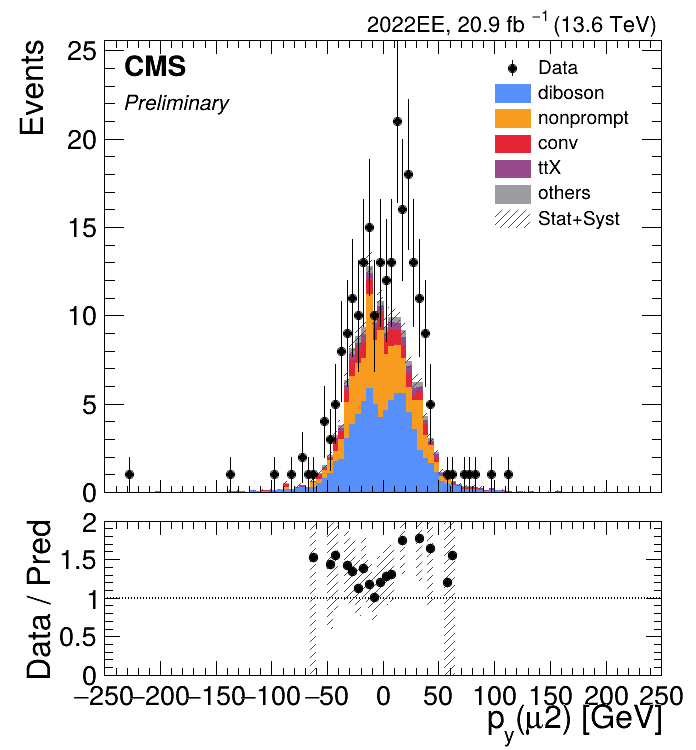 2022EE, 20.9 fb⁻¹ (13.6 TeV)
CMS
Preliminary
Events
25
20
15
10
5
0
Data
diboson
nonprompt
conv
ttX
others
Stat+Syst
Data / Pred
2
1.5
1
0.5
0
−250 −200 −150 −100 −50 0 50 100 150 200 250
p_y(μ2) [GeV]